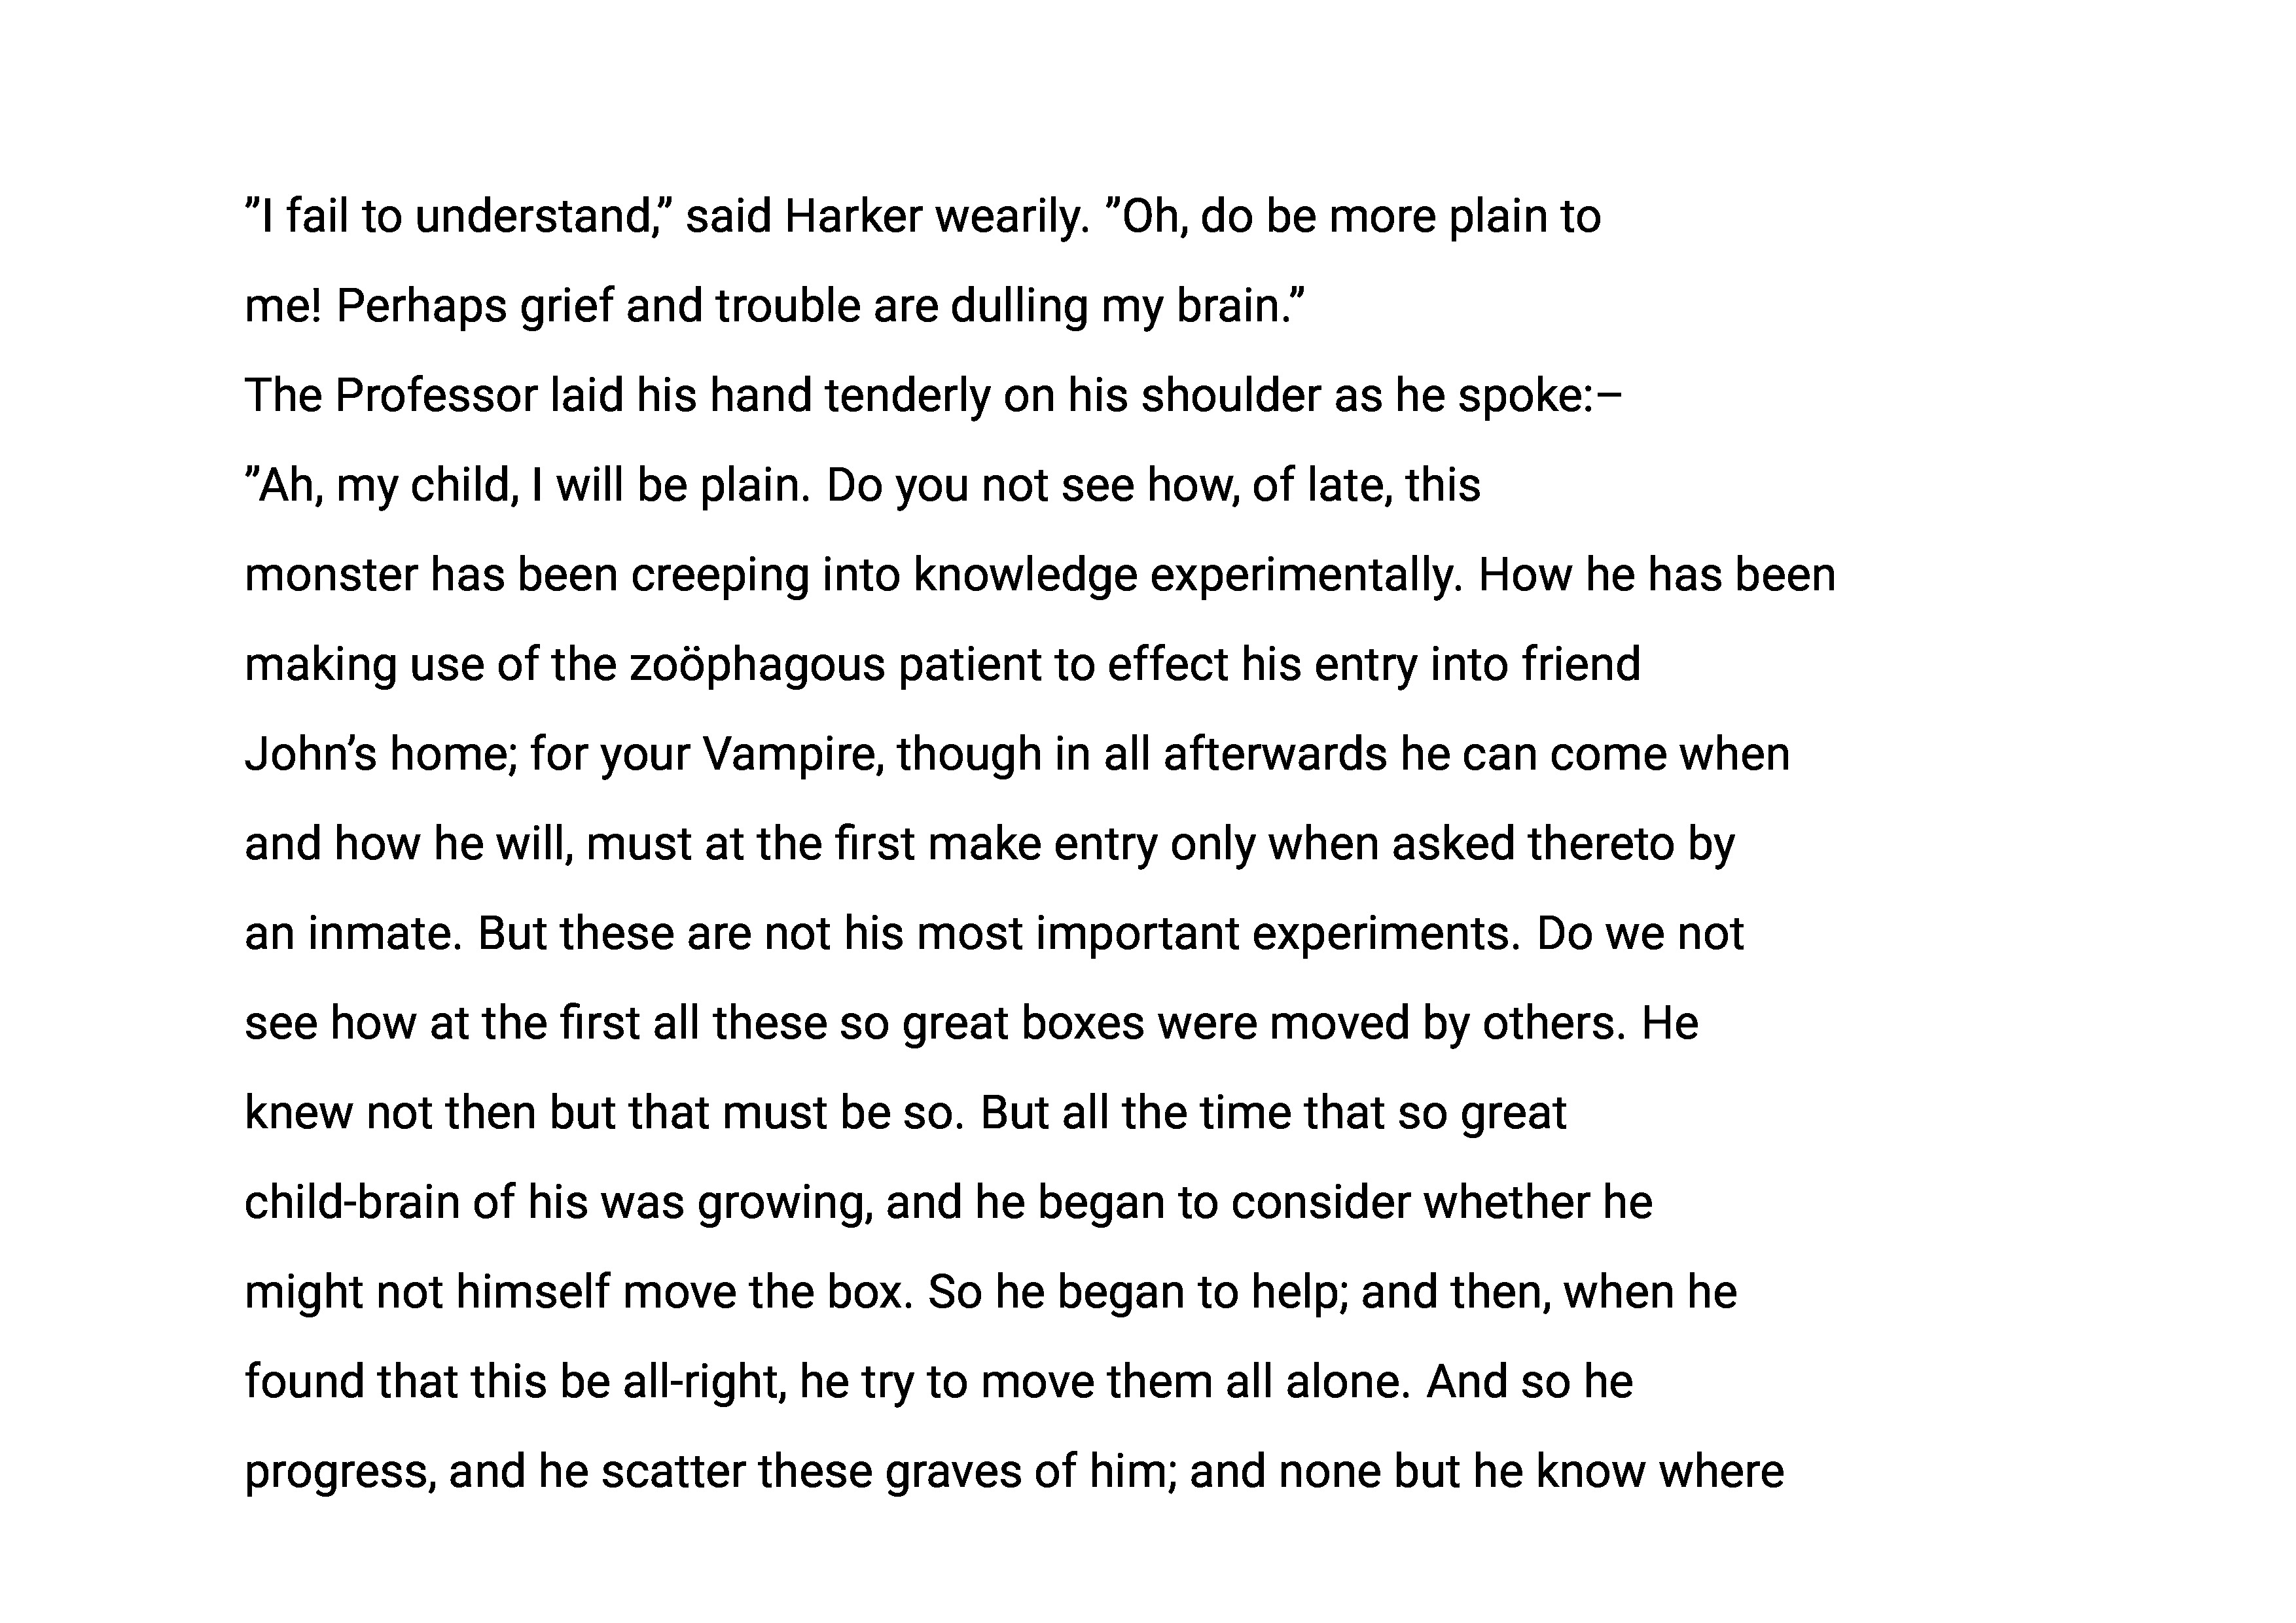 ”I fail to understand,” said Harker wearily. ”Oh, do be more plain to
me! Perhaps grief and trouble are dulling my brain.”
The Professor laid his hand tenderly on his shoulder as he spoke:–
”Ah, my child, I will be plain. Do you not see how, of late, this
monster has been creeping into knowledge experimentally. How he has been
making use of the zoöphagous patient to effect his entry into friend
John’s home; for your Vampire, though in all afterwards he can come when
and how he will, must at the first make entry only when asked thereto by
an inmate. But these are not his most important experiments. Do we not
see how at the first all these so great boxes were moved by others. He
knew not then but that must be so. But all the time that so great
child-brain of his was growing, and he began to consider whether he
might not himself move the box. So he began to help; and then, when he
found that this be all-right, he try to move them all alone. And so he
progress, and he scatter these graves of him; and none but he know where